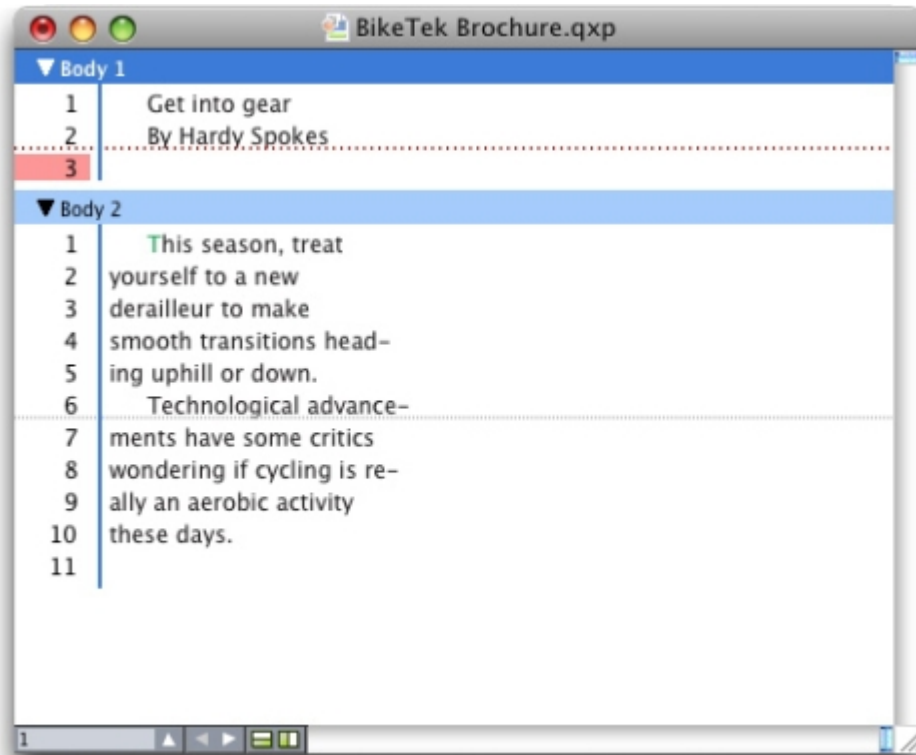 BikeTek Brochure.qxp
Body 1
1 Get into gear
2 By Hardy Spokes
3
Body 2
1 This season, treat
2 yourself to a new
3 derailleur to make
4 smooth transitions head-
5 ing uphill or down.
6 Technological advance-
7 ments have some critics
8 wondering if cycling is re-
9 ally an aerobic activity
10 these days.
11
1